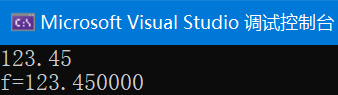 Microsoft Visual Studio 调试控制台
123.45
f=123.450000